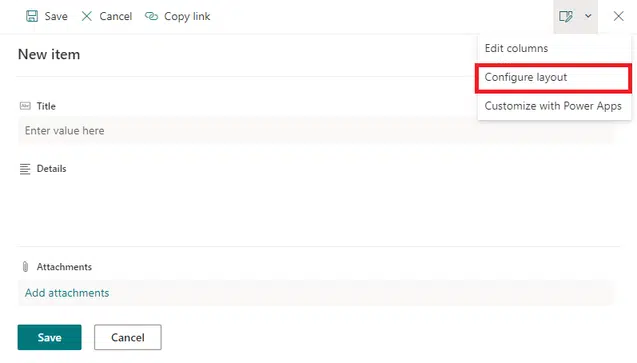 Save Cancel Copy link
New item
Edit columns
Configure layout
Customize with Power Apps
Abc Title
Enter value here
Details
Attachments
Add attachments
Save Cancel